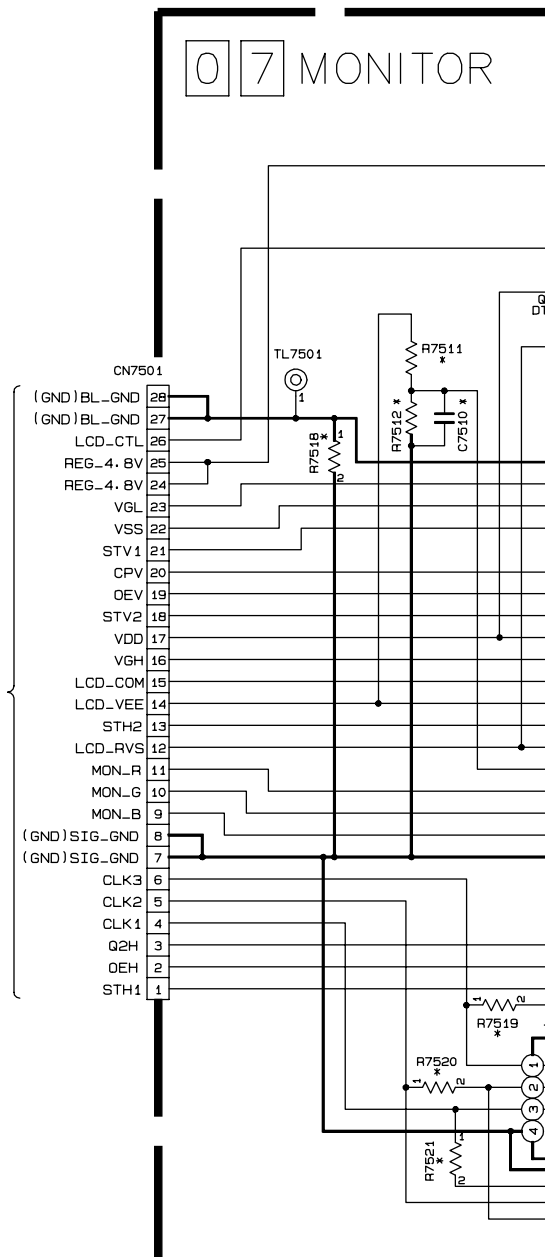 07 MONITOR
Q
DT
R7511
*
TL7501
1
CN7501
R7512 *
C7510 *
R7518 *
1
2
(GND)BL_GND 28
(GND)BL_GND 27
LCD_CTL 26
REG_4.8V 25
REG_4.8V 24
VGL 23
VSS 22
STV1 21
CPV 20
OEV 19
STV2 18
VDD 17
VGH 16
LCD_COM 15
LCD_VEE 14
STH2 13
LCD_RVS 12
MON_R 11
MON_G 10
MON_B 9
(GND)SIG_GND 8
(GND)SIG_GND 7
CLK3 6
CLK2 5
CLK1 4
Q2H 3
OEH 2
STH1 1
1 2
R7519
*
R7520
*
1 2
1
2
3
4
R7521
*
1
2